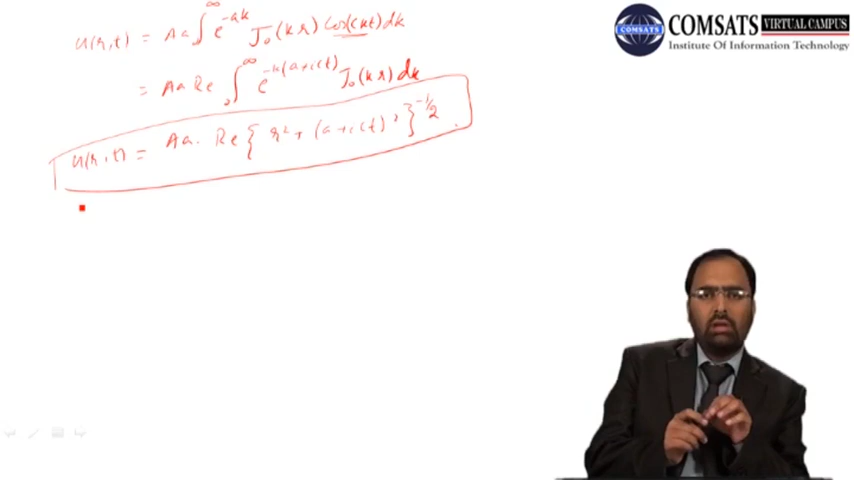 u(r,t) = Aa ∫₀^∞ e^{-ak} J₀(kr) Cos(ckt) dk
= Aa Re ∫₀^∞ e^{-k(a+ict)} J₀(kr) dk
u(r,t) = Aa. Re { r² + (a+ict)² }^{-1/2}
COMSATS VIRTUAL CAMPUS
Institute Of Information Technology